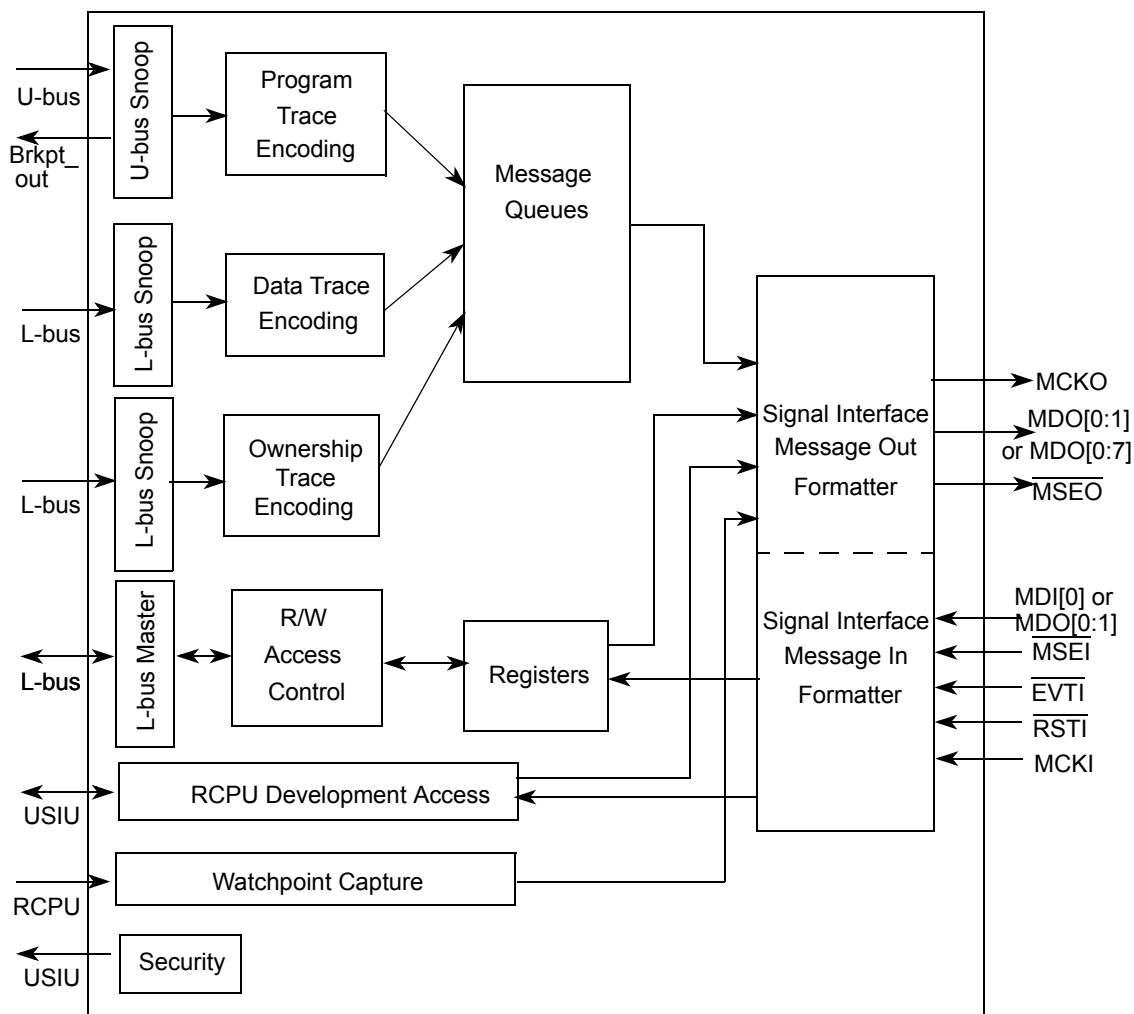 U-bus
Brkpt_
out
U-bus Snoop
Program
Trace
Encoding
Message
Queues
L-bus
L-bus Snoop
Data Trace
Encoding
L-bus
L-bus Snoop
Ownership
Trace
Encoding
Signal Interface
Message Out
Formatter
MCKO
MDO[0:1]
or MDO[0:7]
MSEO
L-bus
L-bus Master
R/W
Access
Control
Registers
Signal Interface
Message In
Formatter
MDI[0] or
MDO[0:1]
MSEI
EVTI
RSTI
MCKI
USIU
RCPU Development Access
RCPU
Watchpoint Capture
USIU
Security